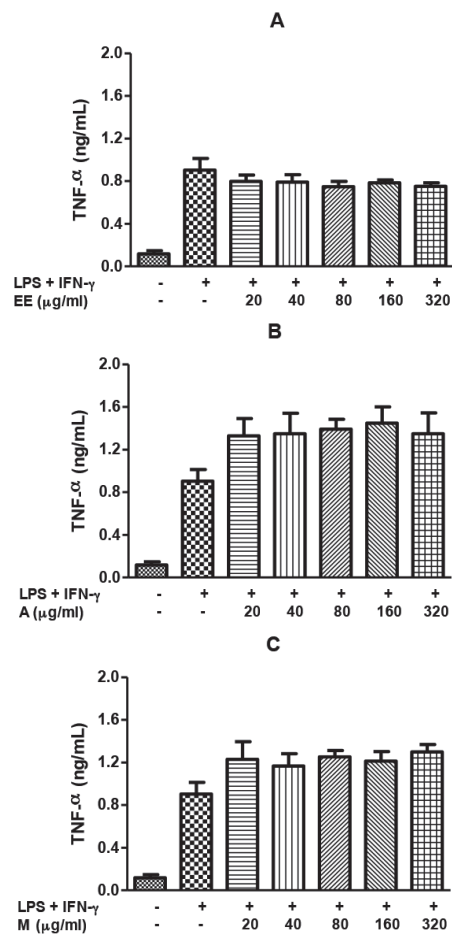 A
TNF-α (ng/mL)
2.0
1.6
1.2
0.8
0.4
0.0
LPS + IFN-γ - + + + + + +
EE (µg/ml) - - 20 40 80 160 320
B
TNF-α (ng/mL)
2.0
1.6
1.2
0.8
0.4
0.0
LPS + IFN-γ - + + + + + +
A (µg/ml) - - 20 40 80 160 320
C
TNF-α (ng/mL)
2.0
1.6
1.2
0.8
0.4
0.0
LPS + IFN-γ - + + + + + +
M (µg/ml) - - 20 40 80 160 320